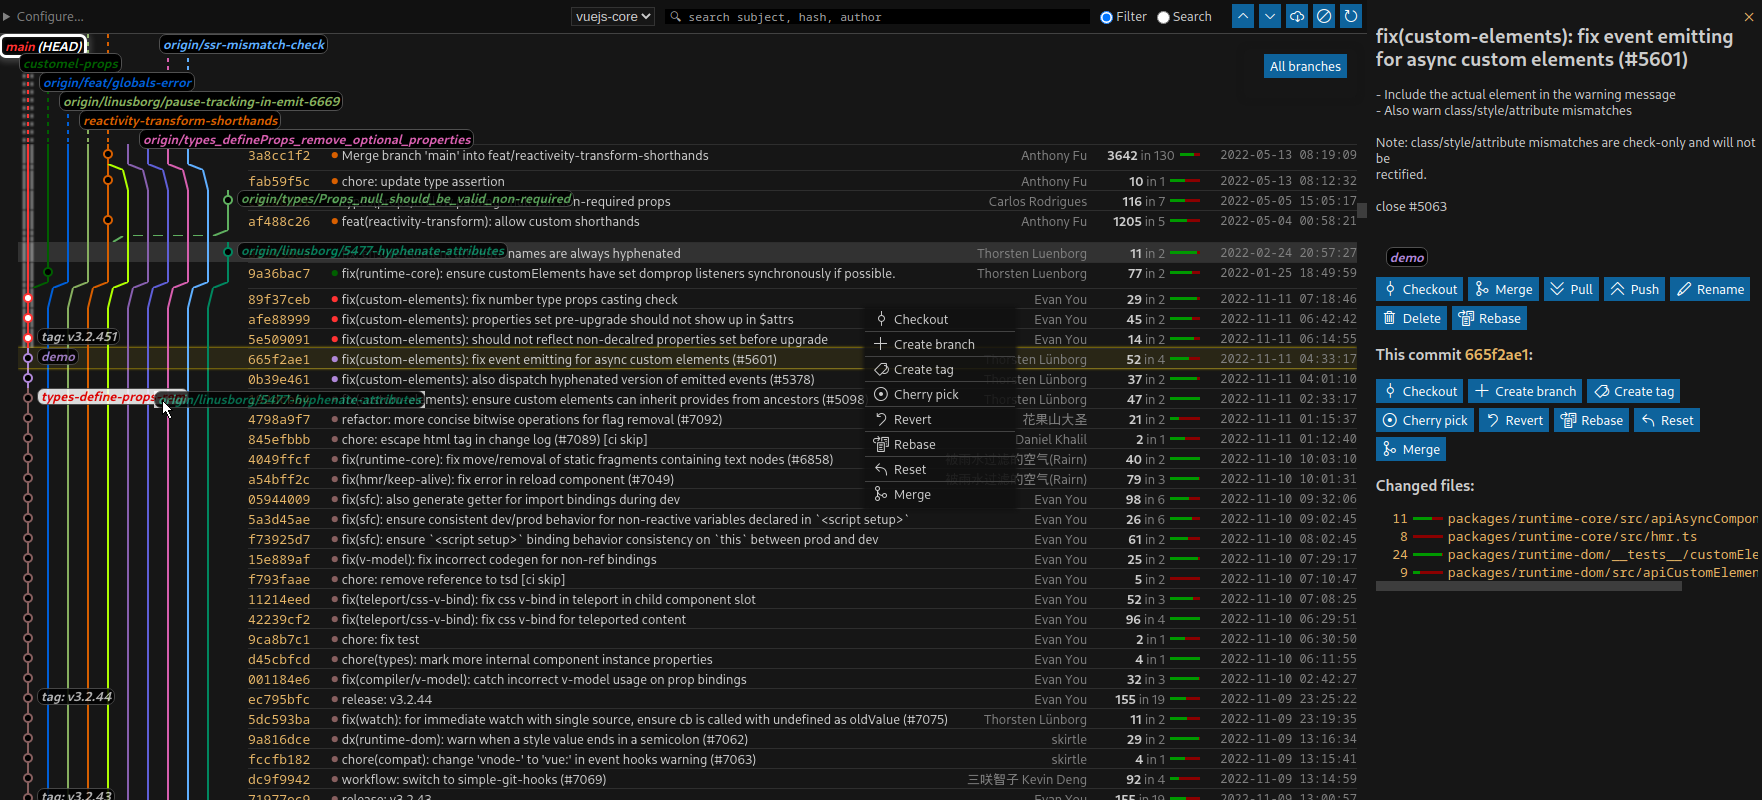 Configure...
vuejs-core
search subject, hash, author
Filter
Search
main (HEAD)
origin/ssr-mismatch-check
customel-props
origin/feat/globals-error
All branches
origin/linusborg/pause-tracking-in-emit-6669
reactivity-transform-shorthands
origin/types_defineProps_remove_optional_properties
3a8cc1f2 Merge branch 'main' into feat/reactiveity-transform-shorthands Anthony Fu 3642 in 130 2022-05-13 08:19:09
fab59f5c chore: update type assertion Anthony Fu 10 in 1 2022-05-13 08:12:32
origin/types/Props_null_should_be_valid_non-required
n-required props Carlos Rodrigues 116 in 7 2022-05-05 15:05:17
af488c26 feat(reactivity-transform): allow custom shorthands Anthony Fu 1205 in 5 2022-05-04 00:58:21
origin/linusborg/5477-hyphenate-attributes names are always hyphenated Thorsten Luenborg 11 in 2 2022-02-24 20:57:27
9a36bac7 fix(runtime-core): ensure customElements have set domprop listeners synchronously if possible. Thorsten Luenborg 77 in 2 2022-01-25 18:49:59
89f37ceb fix(custom-elements): fix number type props casting check Evan You 29 in 2 2022-11-11 07:18:46
afe88999 fix(custom-elements): properties set pre-upgrade should not show up in $attrs Evan You 45 in 2 2022-11-11 06:42:42
tag: v3.2.451
5e509091 fix(custom-elements): should not reflect non-decalred properties set before upgrade Evan You 14 in 2 2022-11-11 06:14:55
demo
665f2ae1 fix(custom-elements): fix event emitting for async custom elements (#5601) Thorsten Lünborg 52 in 4 2022-11-11 04:33:17
0b39e461 fix(custom-elements): also dispatch hyphenated version of emitted events (#5378) Thorsten Lünborg 37 in 2 2022-11-11 04:01:10
types-define-props origin/linusborg/5477-hyphenate-attributes ments): ensure custom elements can inherit provides from ancestors (#5098 Thorsten Lünborg 47 in 2 2022-11-11 02:33:17
4798a9f7 refactor: more concise bitwise operations for flag removal (#7092) 花果山大圣 21 in 2 2022-11-11 01:15:40
845efbbb chore: escape html tag in change log (#7089) [ci skip] Daniel Khalil 2 in 1 2022-11-11 01:12:40
4049ffcf fix(runtime-core): fix move/removal of static fragments containing text nodes (#6858) 的空气(Rairn) 40 in 2 2022-11-10 10:03:10
a54bff2c fix(hmr/keep-alive): fix error in reload component (#7049) 的空气(Rairn) 79 in 3 2022-11-10 10:01:31
05944009 fix(sfc): also generate getter for import bindings during dev Evan You 98 in 6 2022-11-10 09:32:06
5a3d45ae fix(sfc): ensure consistent dev/prod behavior for non-reactive variables declared in `<script setup>` Evan You 26 in 6 2022-11-10 09:02:45
f73925d7 fix(sfc): ensure `<script setup>` binding behavior consistency on `this` between prod and dev Evan You 61 in 2 2022-11-10 08:02:45
15e889af fix(v-model): fix incorrect codegen for non-ref bindings Evan You 25 in 2 2022-11-10 07:29:17
f793faae chore: remove reference to tsd [ci skip] Evan You 5 in 2 2022-11-10 07:10:47
11214eed fix(teleport/css-v-bind): fix css v-bind in teleport in child component slot Evan You 52 in 3 2022-11-10 07:08:25
42239cf2 fix(teleport/css-v-bind): fix css v-bind for teleported content Evan You 96 in 4 2022-11-10 06:29:51
9ca8b7c1 chore: fix test Evan You 2 in 1 2022-11-10 06:30:50
d45cbfcd chore(types): mark more internal component instance properties Evan You 4 in 1 2022-11-10 06:11:55
001184e6 fix(compiler/v-model): catch incorrect v-model usage on prop bindings Evan You 32 in 3 2022-11-10 02:42:27
tag: v3.2.44
ec795bfc release: v3.2.44 Evan You 155 in 19 2022-11-09 23:25:22
5dc593ba fix(watch): for immediate watch with single source, ensure cb is called with undefined as oldValue (#7075) Thorsten Lünborg 11 in 2 2022-11-09 23:19:35
9a816dce dx(runtime-dom): warn when a style value ends in a semicolon (#7062) skirtle 29 in 2 2022-11-09 13:16:34
fccfb182 chore(compat): change 'vnode-' to 'vue:' in event hooks warning (#7063) skirtle 4 in 1 2022-11-09 13:15:41
dc9f9942 workflow: switch to simple-git-hooks (#7069) 三咲智子 Kevin Deng 92 in 4 2022-11-09 13:14:59
tag: v3.2.43
71977ec9 release: v3.2.43 Evan You 155 in 19 2022-11-09 13:00:57
Checkout
Create branch
Create tag
Cherry pick
Revert
Rebase
Reset
Merge
fix(custom-elements): fix event emitting
for async custom elements (#5601)
- Include the actual element in the warning message
- Also warn class/style/attribute mismatches
Note: class/style/attribute mismatches are check-only and will not
be
rectified.
close #5063
demo
Checkout Merge Pull Push Rename
Delete Rebase
This commit 665f2ae1:
Checkout Create branch Create tag
Cherry pick Revert Rebase Reset
Merge
Changed files:
11 packages/runtime-core/src/apiAsyncCompon
8 packages/runtime-core/src/hmr.ts
24 packages/runtime-dom/__tests__/customEle
9 packages/runtime-dom/src/apiCustomElemen